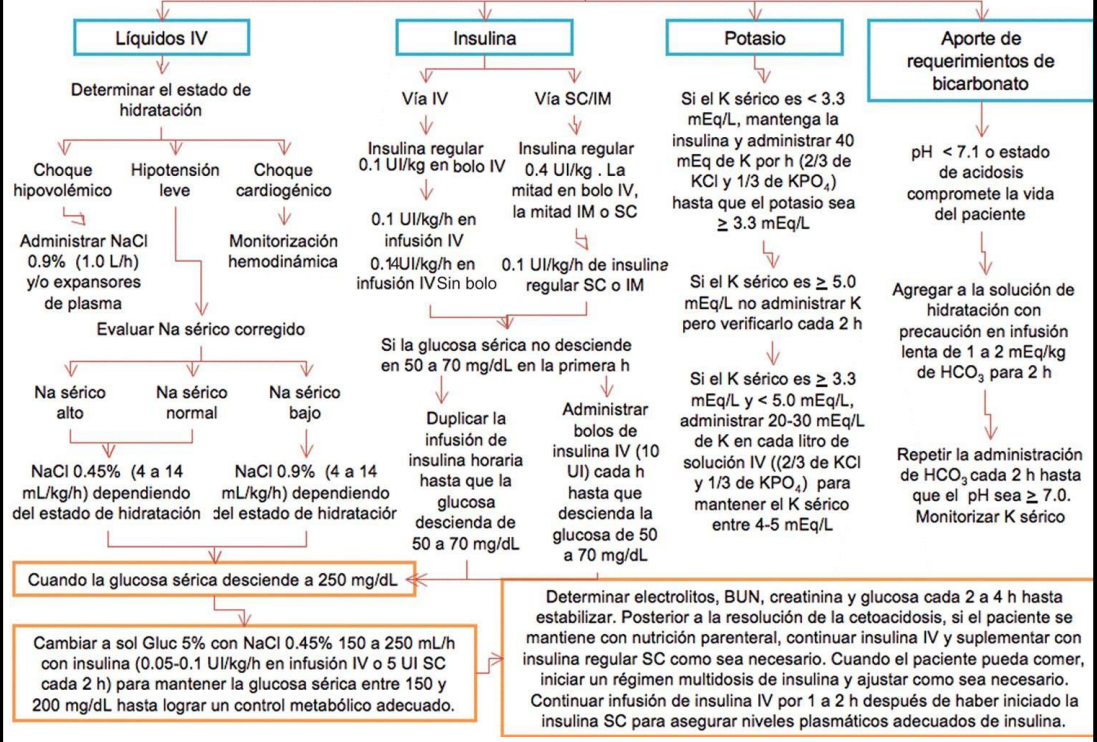 Líquidos IV
Determinar el estado de
hidratación
Choque
hipovolémico
Hipotensión
leve
Choque
cardiogénico
Administrar NaCl
0.9% (1.0 L/h)
y/o expansores
de plasma
Monitorización
hemodinámica
Evaluar Na sérico corregido
Na sérico
alto
Na sérico
normal
Na sérico
bajo
NaCl 0.45% (4 a 14
mL/kg/h) dependiendo
del estado de hidratación
NaCl 0.9% (4 a 14
mL/kg/h) dependiendo
del estado de hidratación
Insulina
Vía IV
Insulina regular
0.1 UI/kg en bolo IV
0.1 UI/kg/h en
infusión IV
0.14UI/kg/h en
infusión IV Sin bolo
Vía SC/IM
Insulina regular
0.4 UI/kg . La
mitad en bolo IV,
la mitad IM o SC
0.1 UI/kg/h de insulina
regular SC o IM
Si la glucosa sérica no desciende
en 50 a 70 mg/dL en la primera h
Duplicar la
infusión de
insulina horaria
hasta que la
glucosa
descienda de
50 a 70 mg/dL
Administrar
bolos de
insulina IV (10
UI) cada h
hasta que
descienda la
glucosa de 50
a 70 mg/dL
Potasio
Si el K sérico es < 3.3
mEq/L, mantenga la
insulina y administrar 40
mEq de K por h (2/3 de
KCl y 1/3 de KPO₄)
hasta que el potasio sea
≥ 3.3 mEq/L
Si el K sérico es ≥ 5.0
mEq/L no administrar K
pero verificarlo cada 2 h
Si el K sérico es ≥ 3.3
mEq/L y < 5.0 mEq/L,
administrar 20-30 mEq/L
de K en cada litro de
solución IV ((2/3 de KCl
y 1/3 de KPO₄) para
mantener el K sérico
entre 4-5 mEq/L
Aporte de
requerimientos de
bicarbonato
pH < 7.1 o estado
de acidosis
compromete la vida
del paciente
Agregar a la solución de
hidratación con
precaución en infusión
lenta de 1 a 2 mEq/kg
de HCO₃ para 2 h
Repetir la administración
de HCO₃ cada 2 h hasta
que el pH sea ≥ 7.0.
Monitorizar K sérico
Cuando la glucosa sérica desciende a 250 mg/dL
Cambiar a sol Gluc 5% con NaCl 0.45% 150 a 250 mL/h
con insulina (0.05-0.1 UI/kg/h en infusión IV o 5 UI SC
cada 2 h) para mantener la glucosa sérica entre 150 y
200 mg/dL hasta lograr un control metabólico adecuado.
Determinar electrolitos, BUN, creatinina y glucosa cada 2 a 4 h hasta
estabilizar. Posterior a la resolución de la cetoacidosis, si el paciente se
mantiene con nutrición parenteral, continuar insulina IV y suplementar con
insulina regular SC como sea necesario. Cuando el paciente pueda comer,
iniciar un régimen multidosis de insulina y ajustar como sea necesario.
Continuar infusión de insulina IV por 1 a 2 h después de haber iniciado la
insulina SC para asegurar niveles plasmáticos adecuados de insulina.